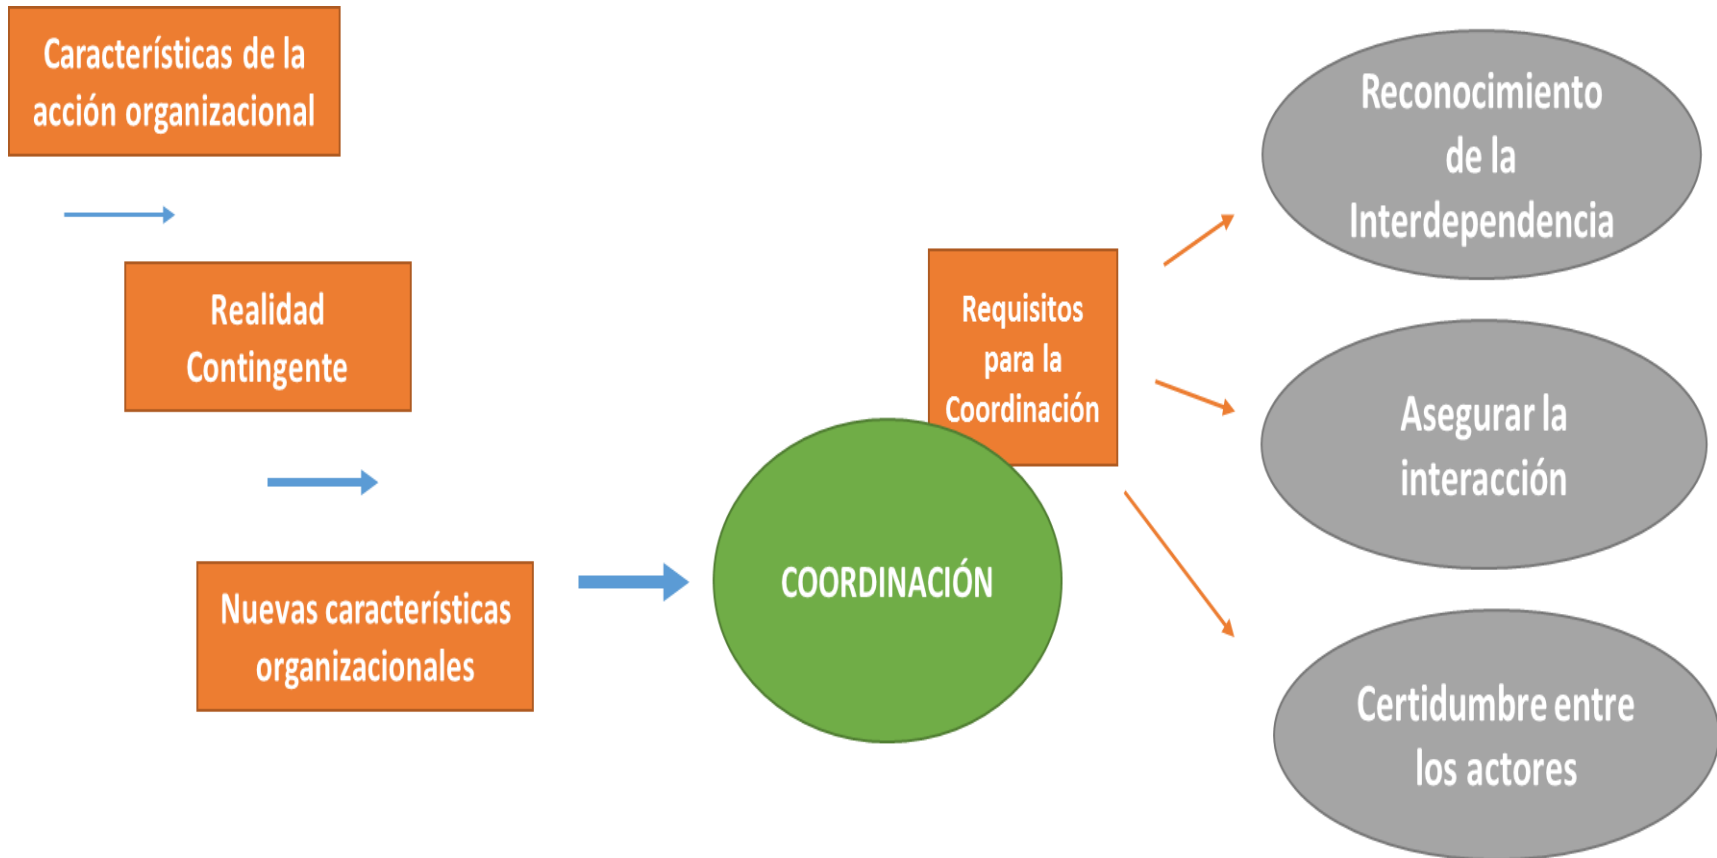 Características de la
acción organizacional
Realidad
Contingente
Nuevas características
organizacionales
COORDINACIÓN
Requisitos
para la
Coordinación
Reconocimiento
de la
Interdependencia
Asegurar la
interacción
Certidumbre entre
los actores